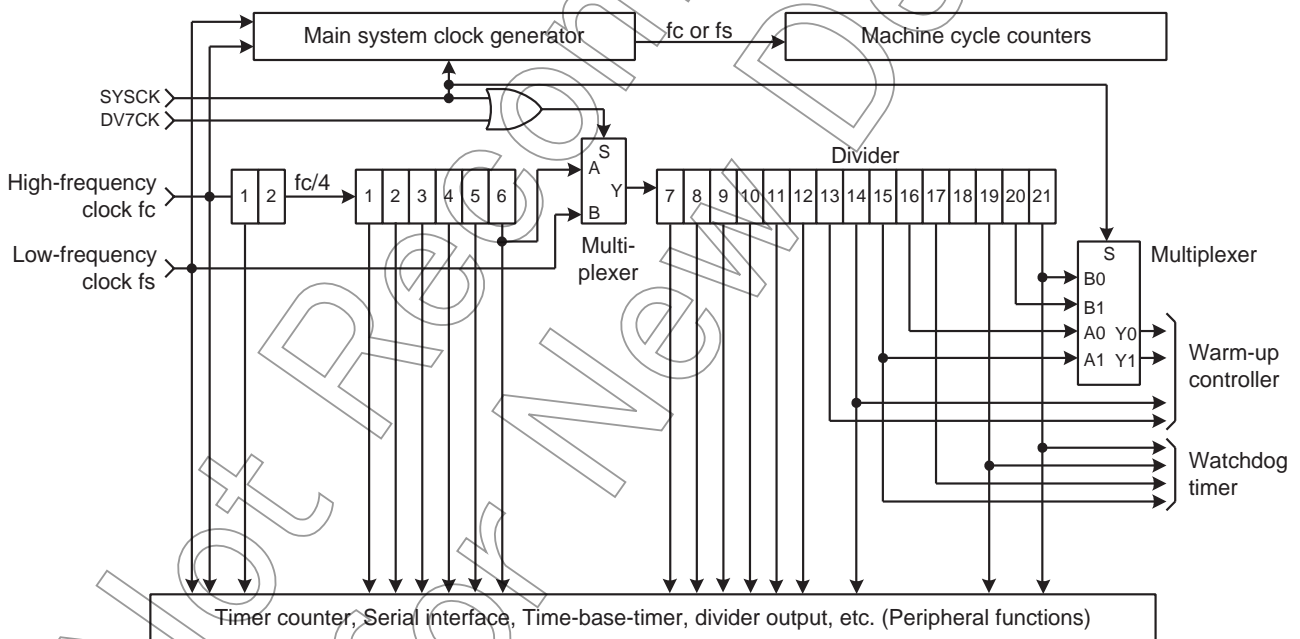 Main system clock generator
fc or fs
Machine cycle counters
SYSCK
DV7CK
High-frequency
clock fc
1 2
fc/4
1 2 3 4 5 6
S
A
Y
B
Multi-
plexer
Divider
7 8 9 10 11 12 13 14 15 16 17 18 19 20 21
Low-frequency
clock fs
S
B0
B1
A0 Y0
A1 Y1
Multiplexer
Warm-up
controller
Watchdog
timer
Timer counter, Serial interface, Time-base-timer, divider output, etc. (Peripheral functions)